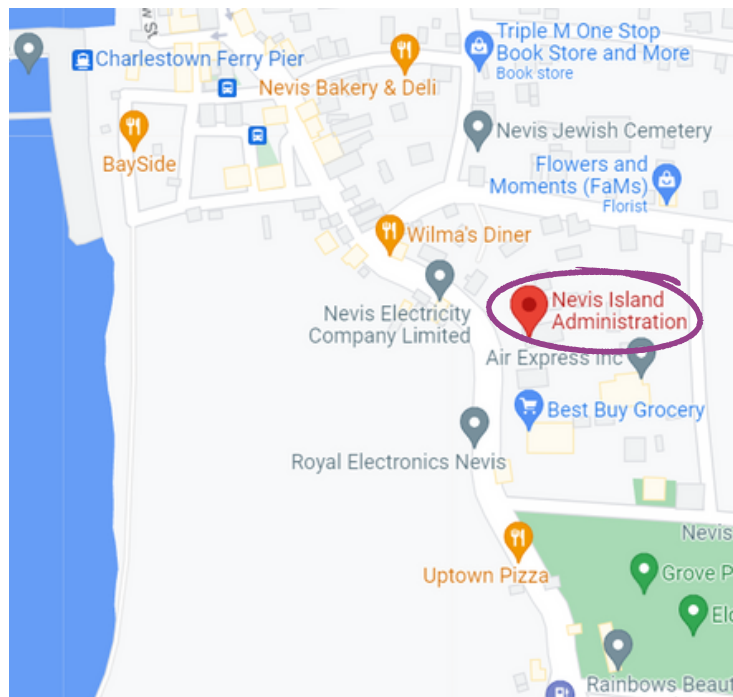 Triple M One Stop
Book Store and More
Book store
Charlestown Ferry Pier
Nevis Bakery & Deli
Nevis Jewish Cemetery
BaySide
Flowers and
Moments (FaMs)
Florist
Wilma's Diner
Nevis Island
Administration
Nevis Electricity
Company Limited
Air Express Inc
Best Buy Grocery
Royal Electronics Nevis
Nevis
Uptown Pizza
Grove P
Eld
Rainbows Beaut